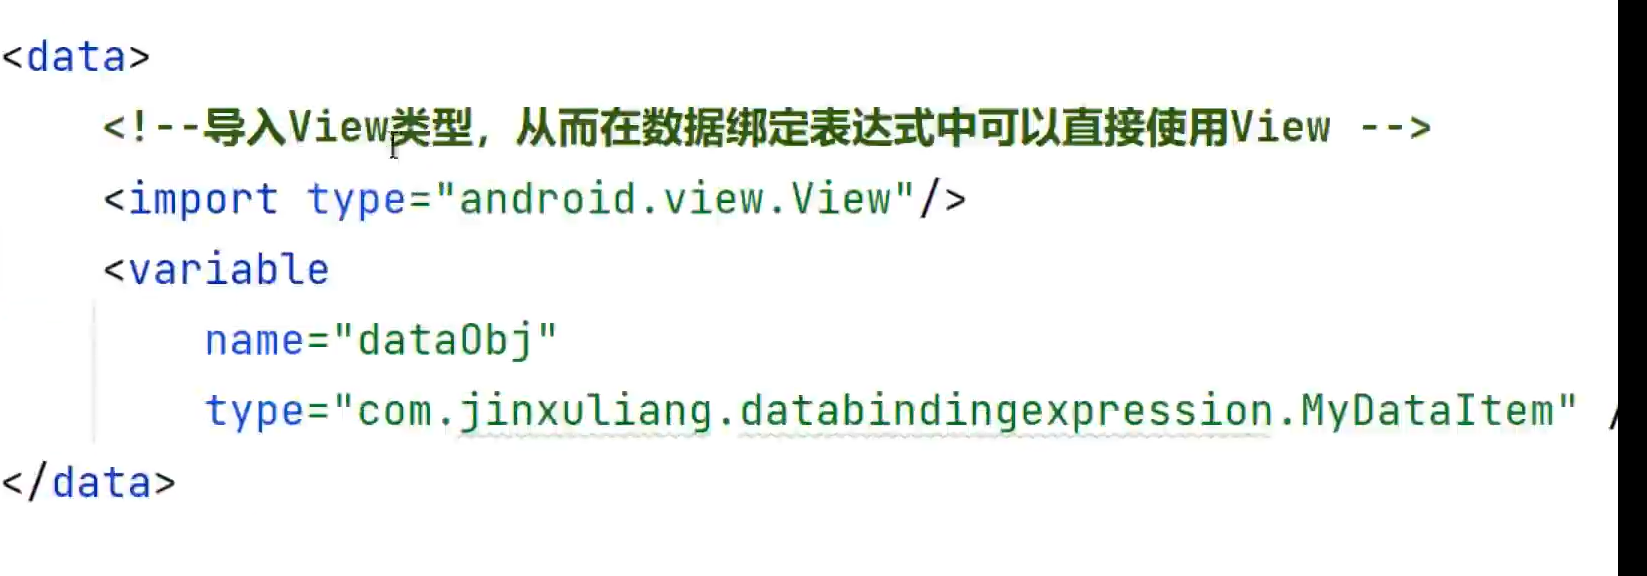 <data>
<!--导入View类型，从而在数据绑定表达式中可以直接使用View -->
<import type="android.view.View"/>
<variable
name="dataObj"
type="com.jinxuliang.databindingexpression.MyDataItem" /
</data>